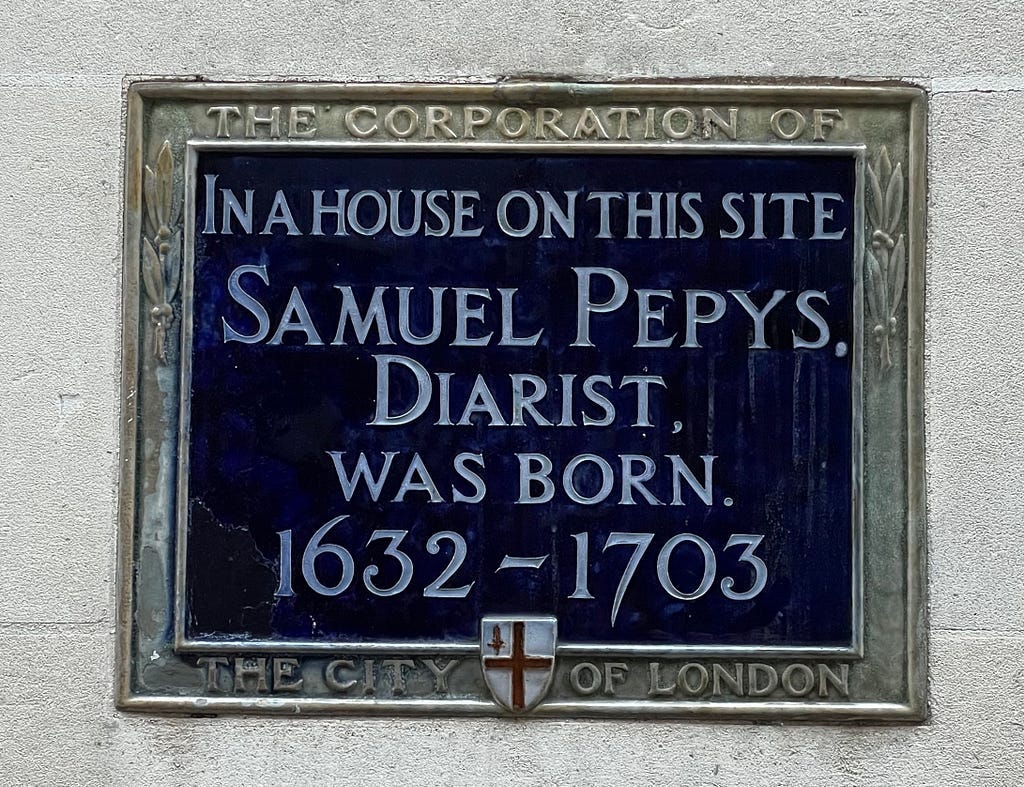 THE CORPORATION OF
IN A HOUSE ON THIS SITE
SAMUEL PEPYS,
DIARIST,
WAS BORN.
1632 – 1703
THE CITY OF LONDON